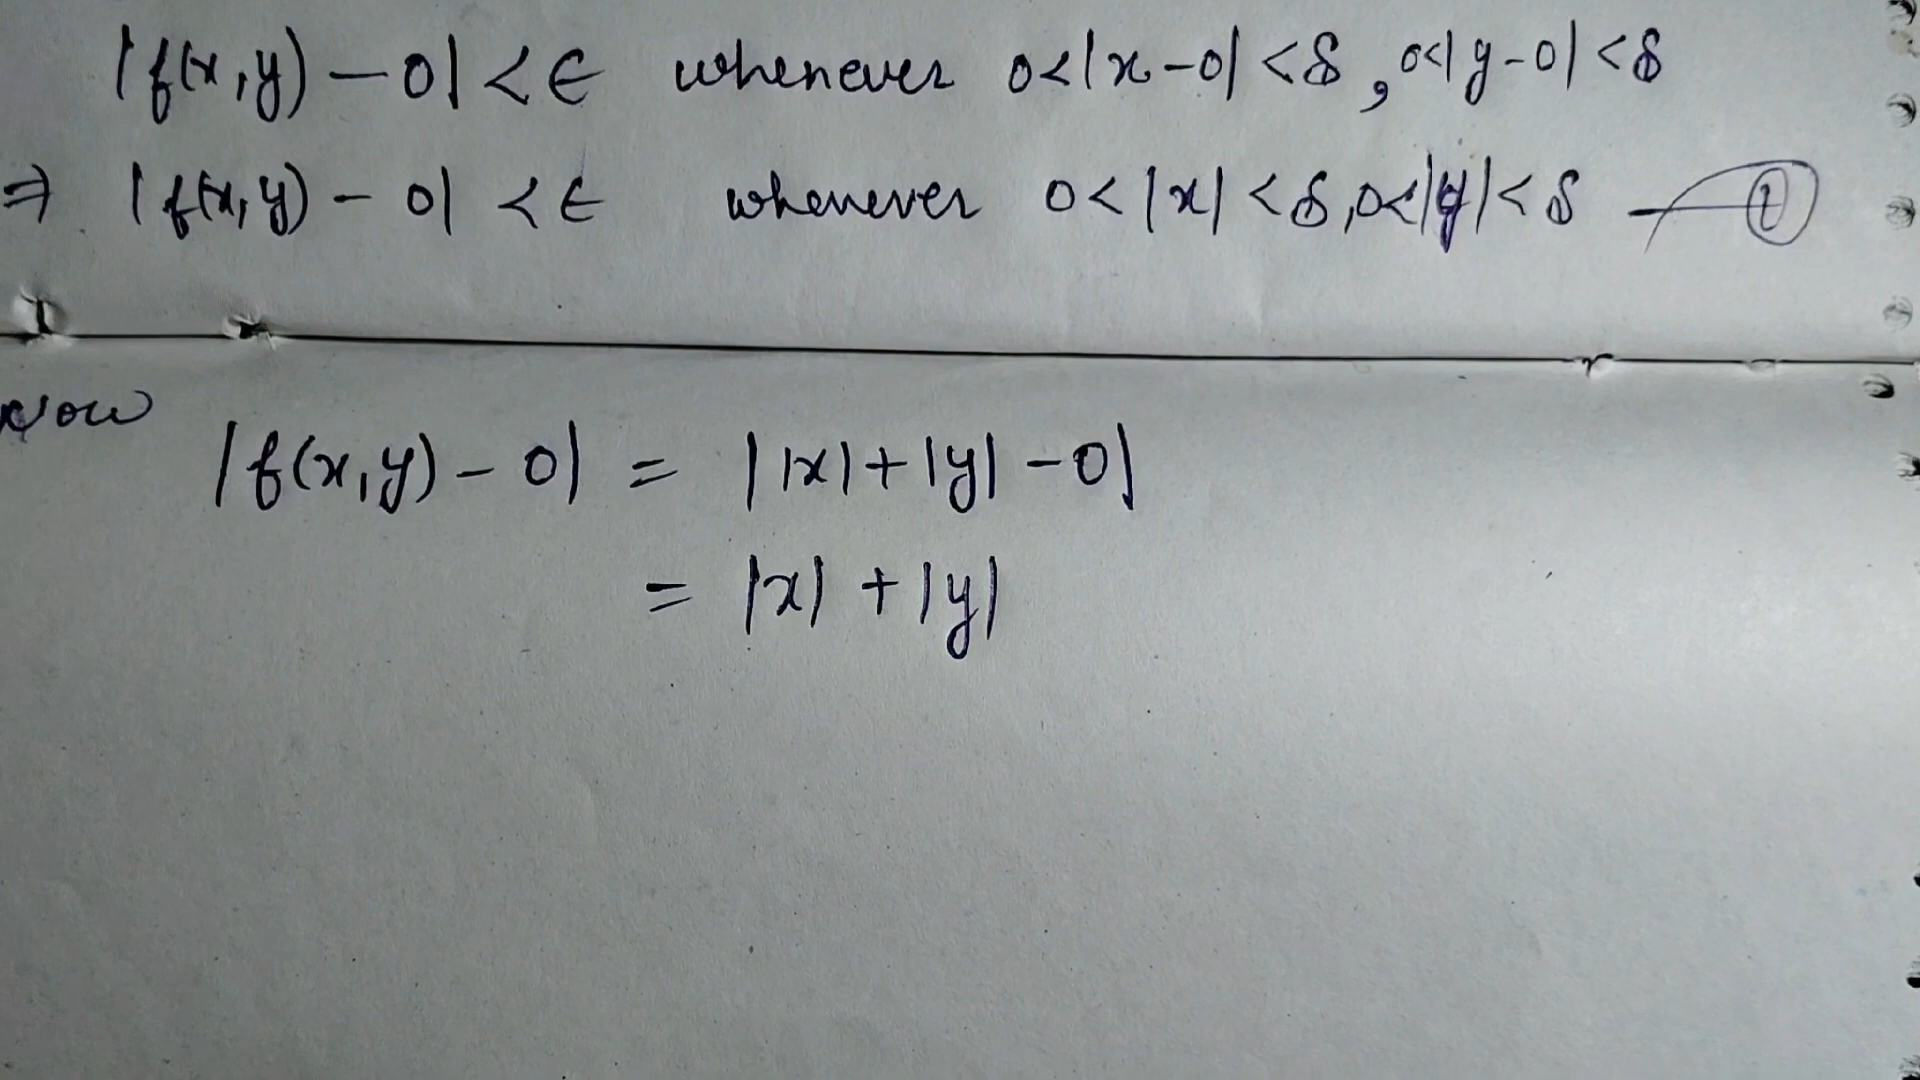 |f(x,y) - 0| < ϵ whenever 0<|x-0| <δ, 0<|y-0| <δ
⇒ |f(x,y) - 0| < ϵ whenever 0< |x| <δ, 0<|y| < δ — ①
Now
|f(x,y) - 0| = ||x| + |y| - 0|
= |x| + |y|